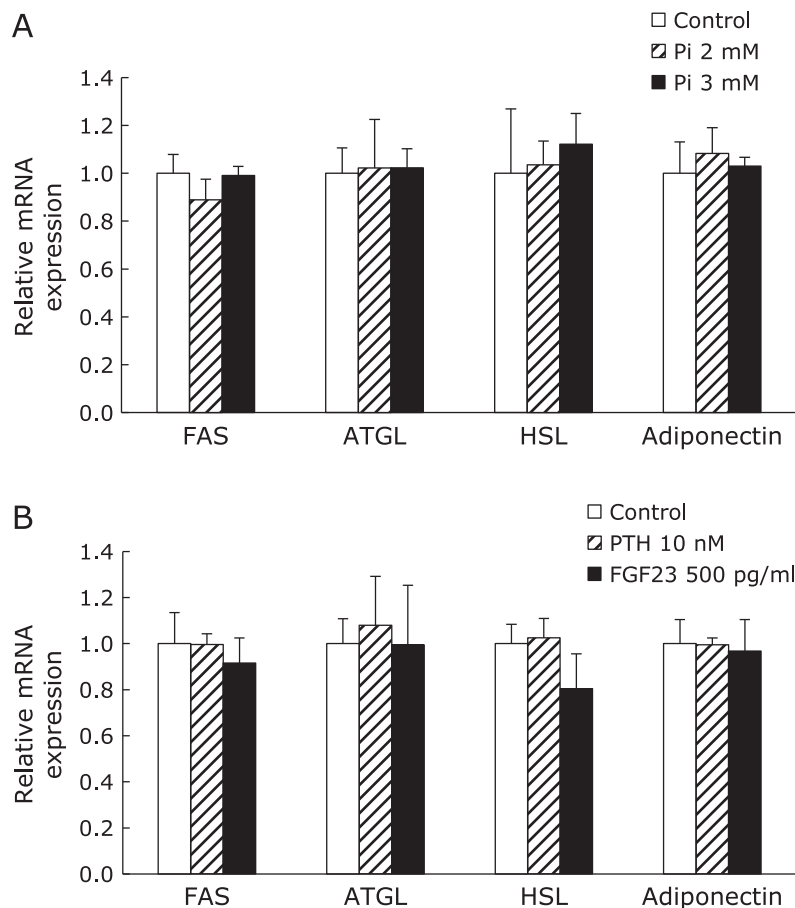 A
Control
Pi 2 mM
Pi 3 mM
Relative mRNA
expression
1.4
1.2
1.0
0.8
0.6
0.4
0.2
0.0
FAS ATGL HSL Adiponectin
B
Control
PTH 10 nM
FGF23 500 pg/ml
Relative mRNA
expression
1.4
1.2
1.0
0.8
0.6
0.4
0.2
0.0
FAS ATGL HSL Adiponectin